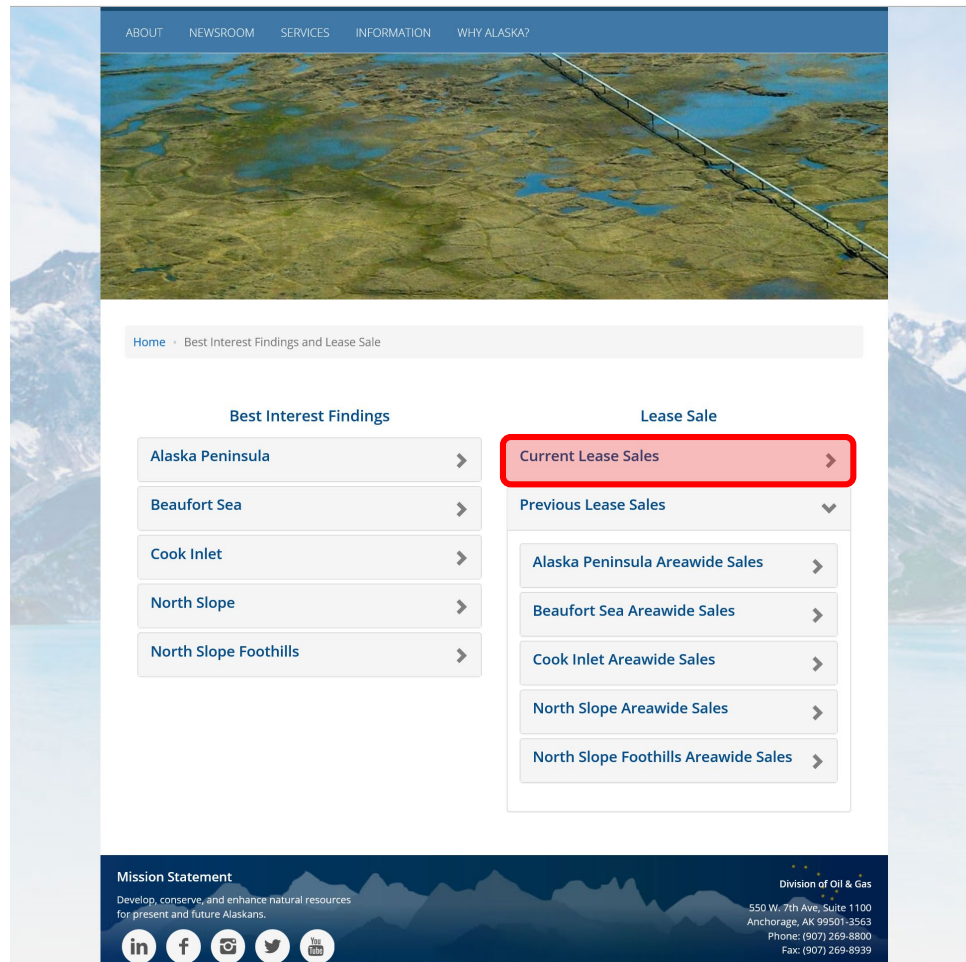 ABOUT NEWSROOM SERVICES INFORMATION WHY ALASKA?
Home Best Interest Findings and Lease Sale
Best Interest Findings
Alaska Peninsula
Beaufort Sea
Cook Inlet
North Slope
North Slope Foothills
Lease Sale
Current Lease Sales
Previous Lease Sales
Alaska Peninsula Areawide Sales
Beaufort Sea Areawide Sales
Cook Inlet Areawide Sales
North Slope Areawide Sales
North Slope Foothills Areawide Sales
Mission Statement
Develop, conserve, and enhance natural resources
for present and future Alaskans.
in f You Tube
Division of Oil & Gas
550 W. 7th Ave, Suite 1100
Anchorage, AK 99501-3563
Phone: (907) 269-8800
Fax: (907) 269-8939